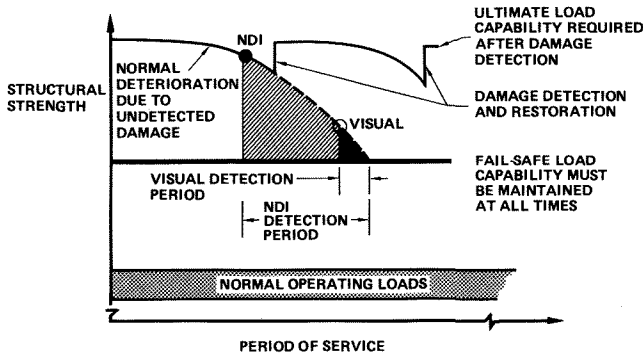 ULTIMATE LOAD
CAPABILITY REQUIRED
AFTER DAMAGE
DETECTION
NDI
NORMAL
DETERIORATION
DUE TO
UNDETECTED
DAMAGE
STRUCTURAL
STRENGTH
DAMAGE DETECTION
AND RESTORATION
VISUAL
VISUAL DETECTION
PERIOD
NDI
DETECTION
PERIOD
FAIL-SAFE LOAD
CAPABILITY MUST
BE MAINTAINED
AT ALL TIMES
NORMAL OPERATING LOADS
PERIOD OF SERVICE